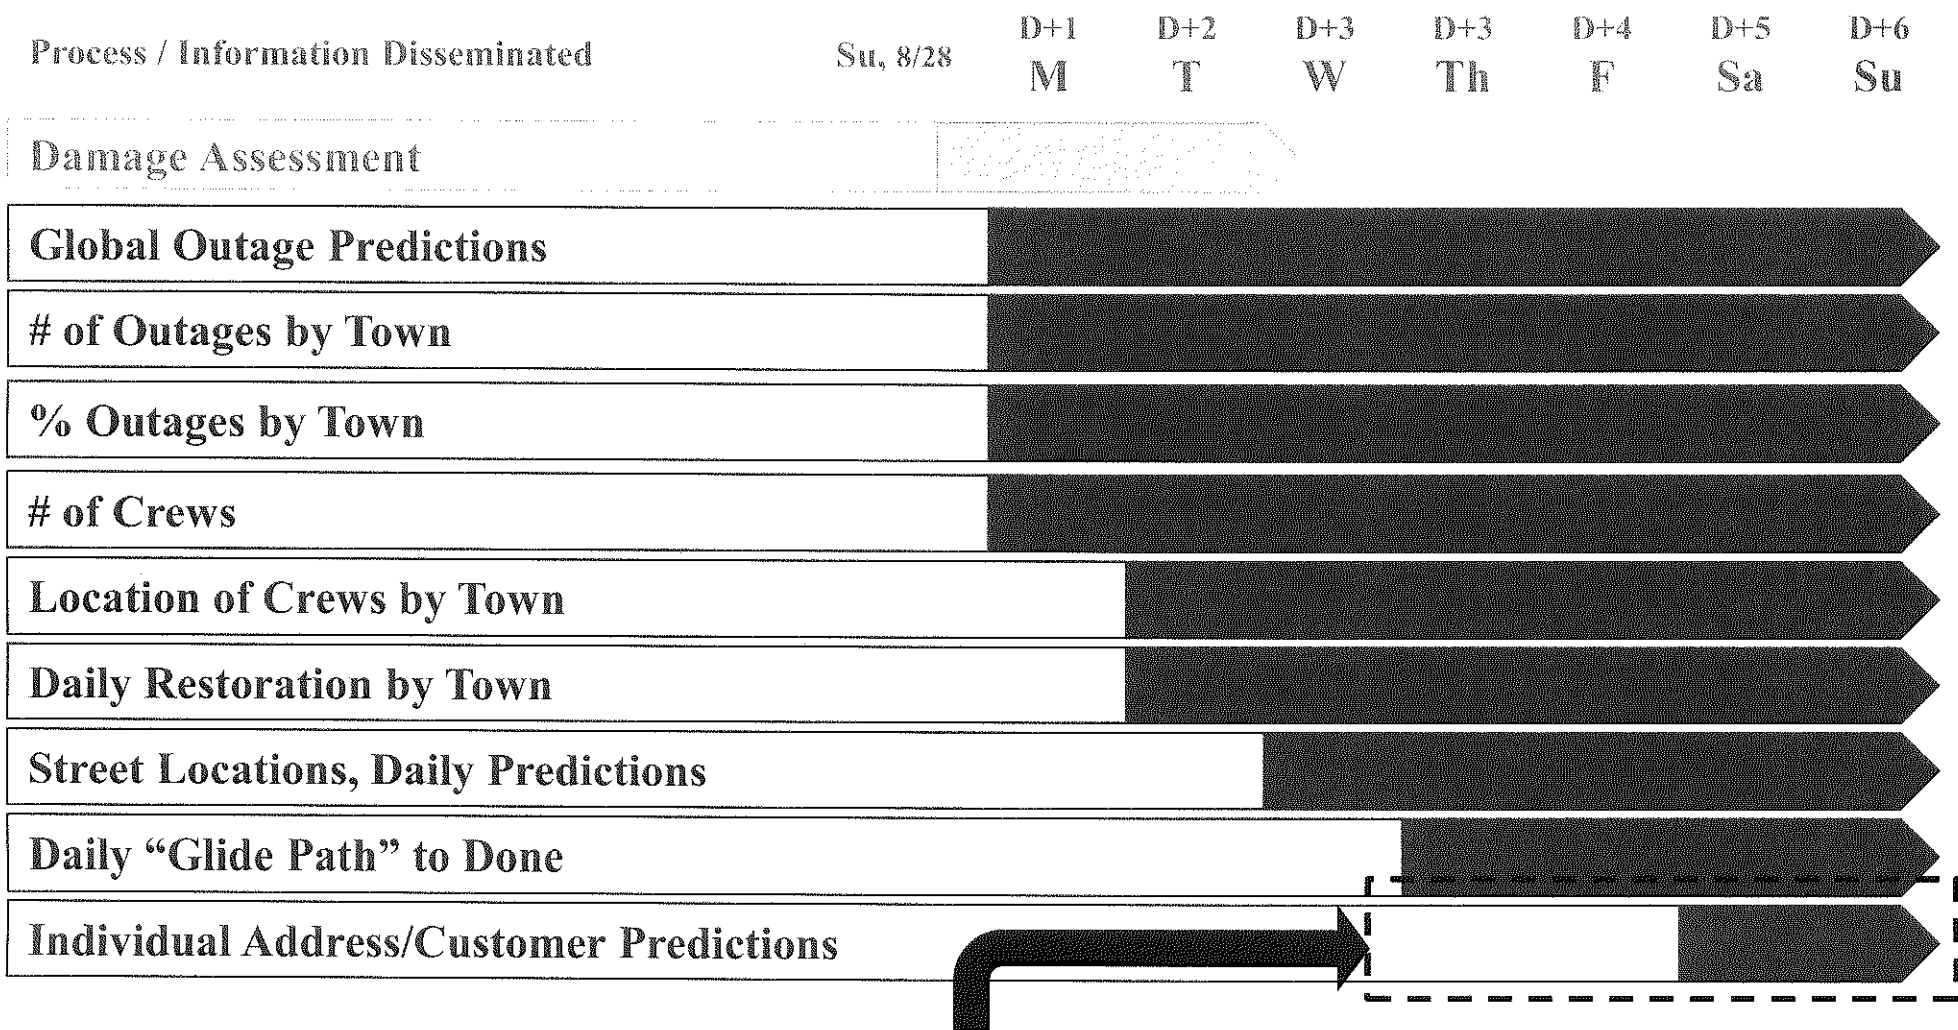 D+1 D+2 D+3 D+3 D+4 D+5 D+6
Process / Information Disseminated Su, 8/28 M T W Th F Sa Su
Damage Assessment
Global Outage Predictions
# of Outages by Town
% Outages by Town
# of Crews
Location of Crews by Town
Daily Restoration by Town
Street Locations, Daily Predictions
Daily “Glide Path” to Done
Individual Address/Customer Predictions